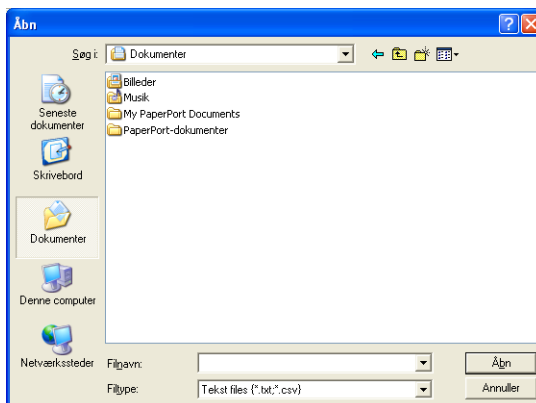 Åbn
Søg i:
Dokumenter
Seneste
dokumenter
Skrivebord
Dokumenter
Denne computer
Netværkssteder
Billeder
Musik
My PaperPort Documents
PaperPort-dokumenter
Filnavn:
Åbn
Filtype:
Tekst files {*.txt;*.csv}
Annuller